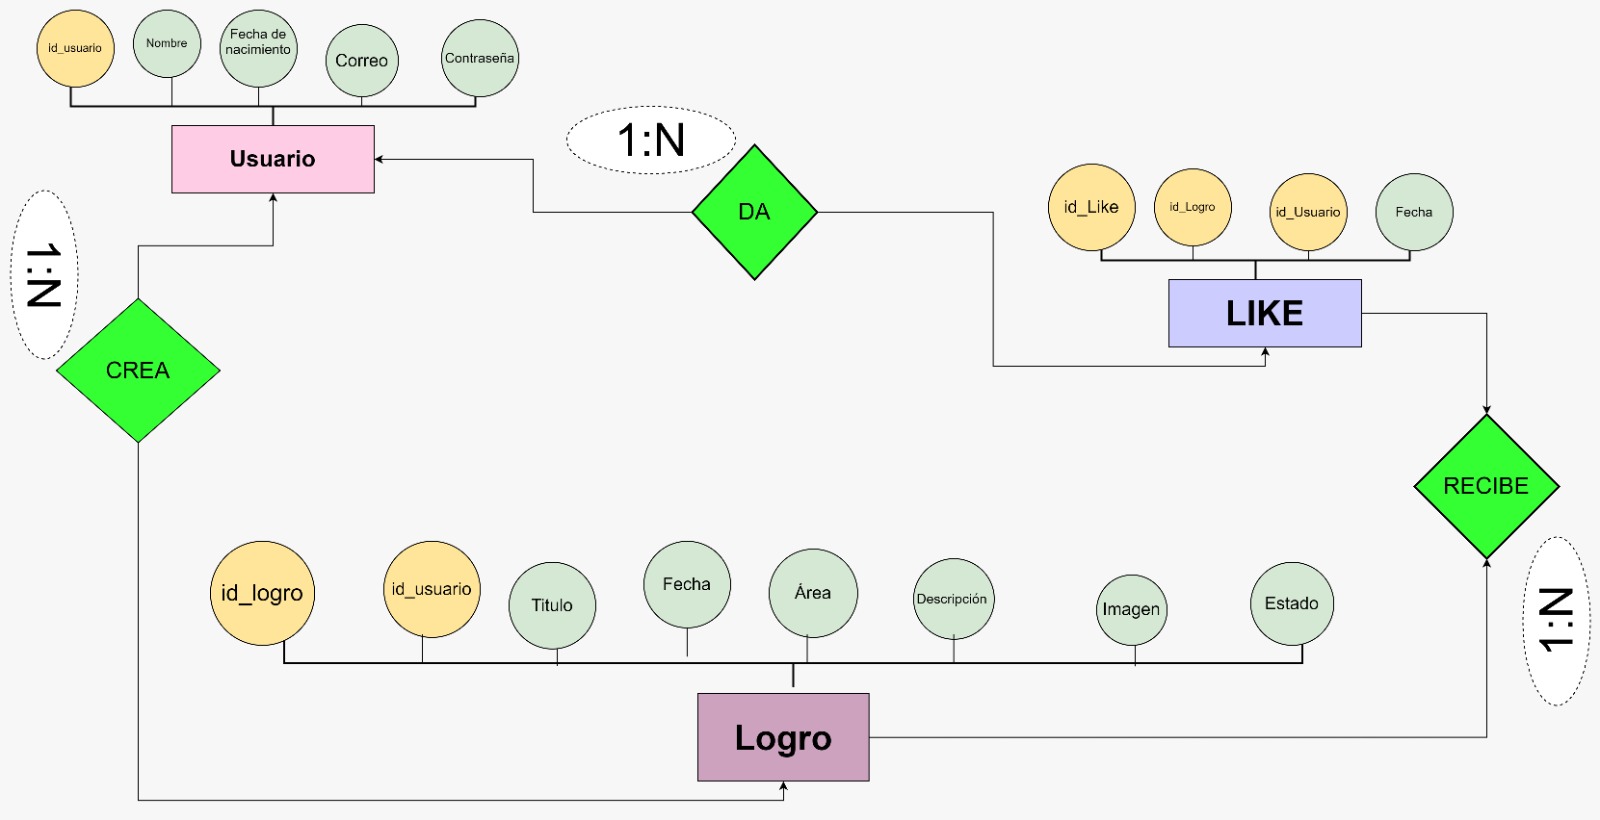 id_usuario
Nombre
Fecha de
nacimiento
Correo
Contraseña
Usuario
1:N
DA
id_Like
id_Logro
id_Usuario
Fecha
LIKE
1:N
CREA
RECIBE
1:N
id_logro
id_usuario
Titulo
Fecha
Área
Descripción
Imagen
Estado
Logro